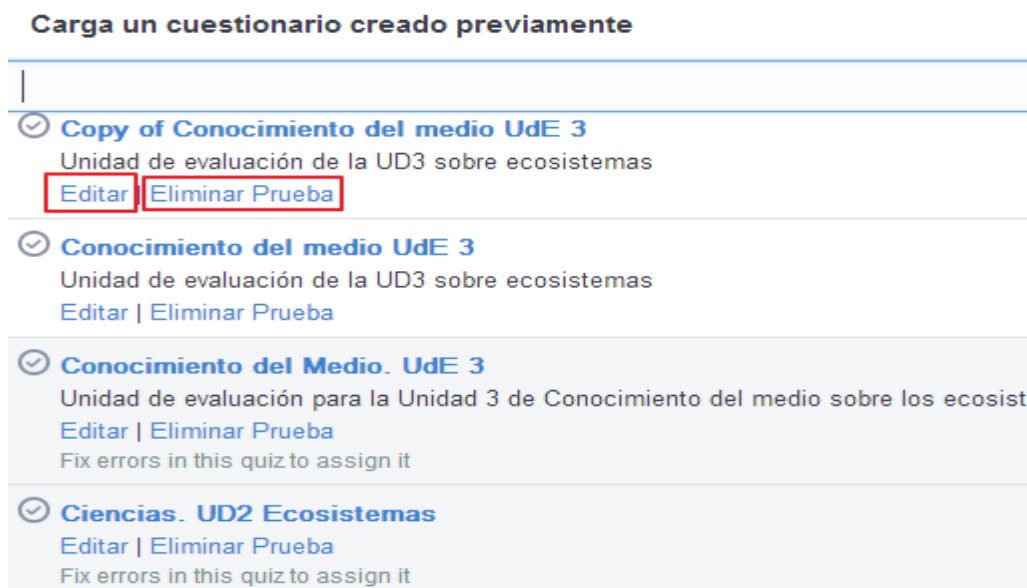 Carga un cuestionario creado previamente
Copy of Conocimiento del medio UdE 3
Unidad de evaluación de la UD3 sobre ecosistemas
Editar | Eliminar Prueba
Conocimiento del medio UdE 3
Unidad de evaluación de la UD3 sobre ecosistemas
Editar | Eliminar Prueba
Conocimiento del Medio. UdE 3
Unidad de evaluación para la Unidad 3 de Conocimiento del medio sobre los ecosist
Editar | Eliminar Prueba
Fix errors in this quiz to assign it
Ciencias. UD2 Ecosistemas
Editar | Eliminar Prueba
Fix errors in this quiz to assign it